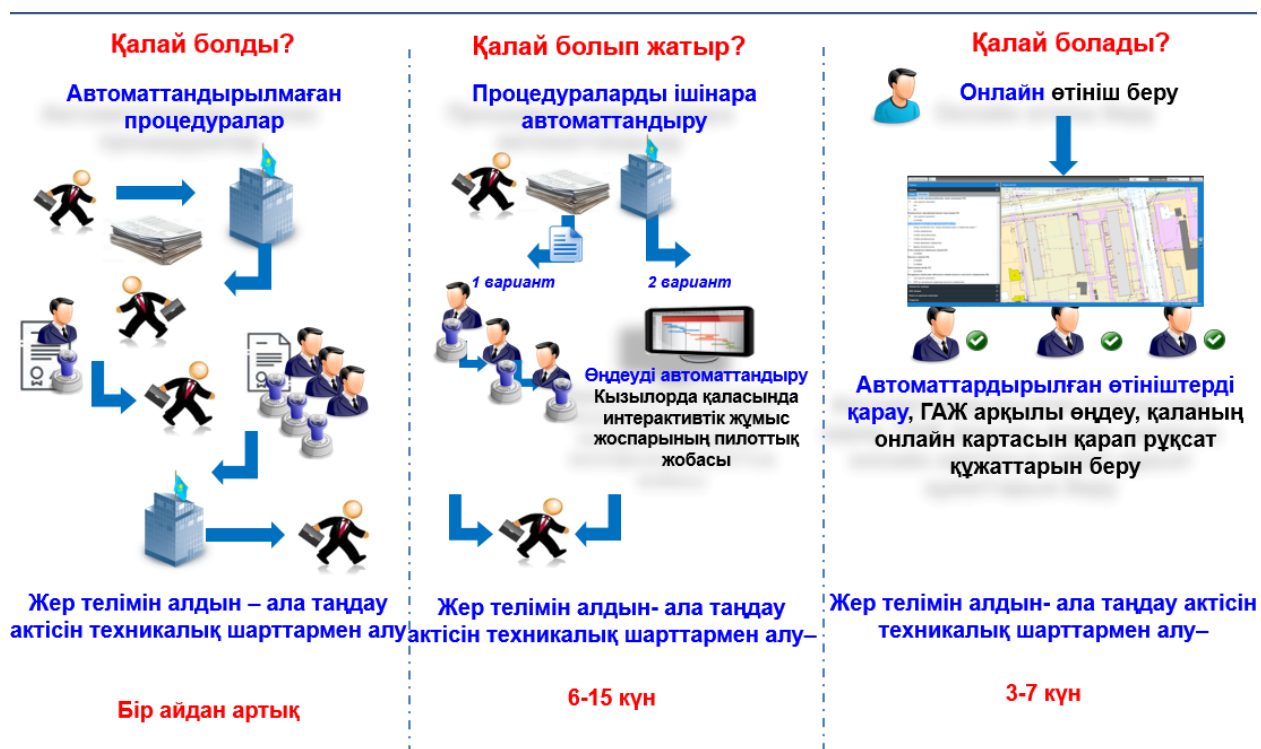 Қалай болды?
Автоматтандырылмаған
процедуралар
Жер телімін алдын – ала таңдау
актісін техникалық шарттармен алу
Бір айдан артық
Қалай болып жатыр?
Процедураларды ішінара
автоматтандыру
1 вариант
2 вариант
Өңдеуді автоматтандыру
Кызылорда қаласында
интерактивтік жұмыс
жоспарының пилоттық
жобасы
Жер телімін алдын- ала таңдау
актісін техникалық шарттармен алу–
6-15 күн
Қалай болады?
Онлайн өтініш беру
Автоматтардырылған өтініштерді
қарау, ГАЖ арқылы өңдеу, қаланың
онлайн картасын қарап рұқсат
құжаттарын беру
Жер телімін алдын- ала таңдау актісін
техникалық шарттармен алу–
3-7 күн